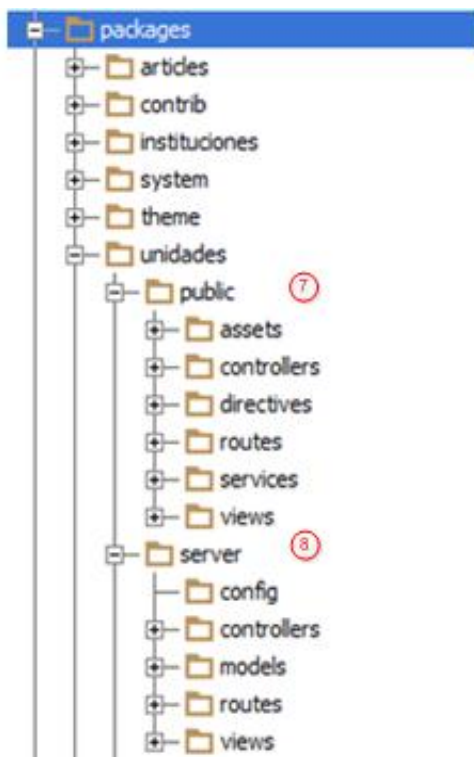 packages
articles
contrib
instituciones
system
theme
unidades
public 7
assets
controllers
directives
routes
services
views
server 8
config
controllers
models
routes
views